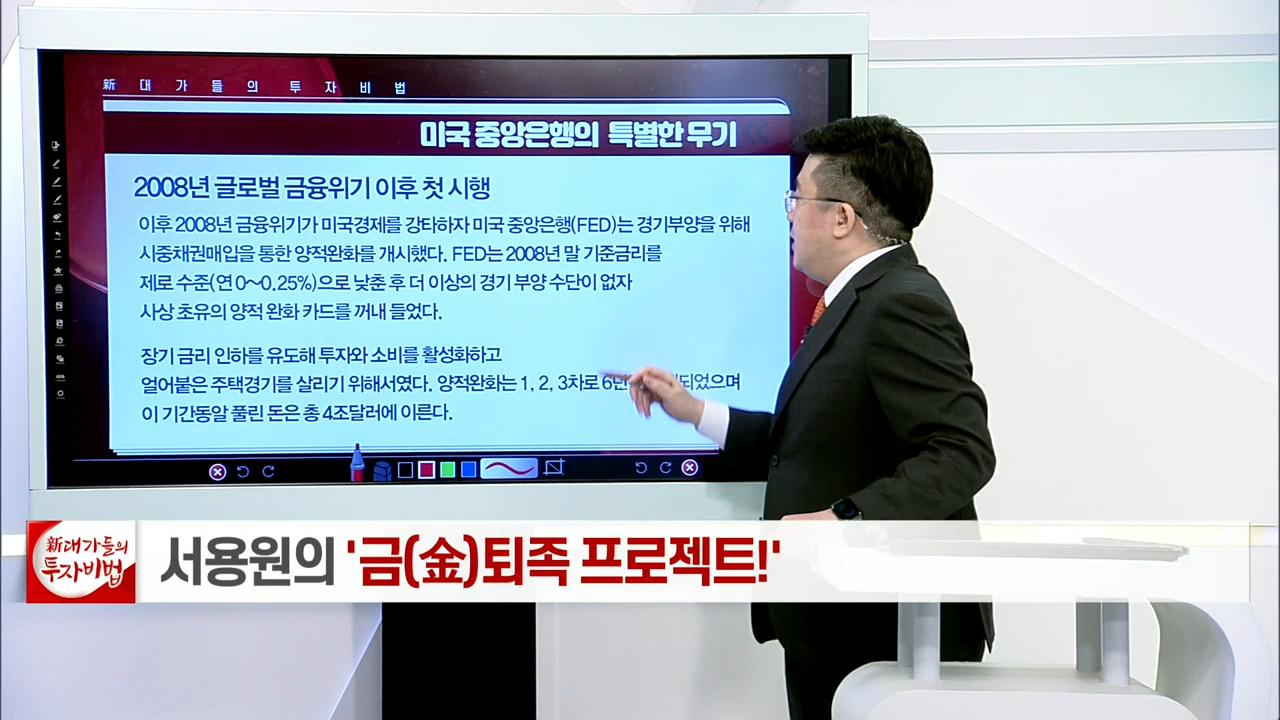 新 대 가 들 의 투 자 비 법
미국 중앙은행의 특별한 무기
2008년 글로벌 금융위기 이후 첫 시행
이후 2008년 금융위기가 미국경제를 강타하자 미국 중앙은행(FED)는 경기부양을 위해
시중채권매입을 통한 양적완화를 개시했다. FED는 2008년 말 기준금리를
제로 수준(연 0~0.25%)으로 낮춘 후 더 이상의 경기 부양 수단이 없자
사상 초유의 양적 완화 카드를 꺼내 들었다.
장기 금리 인하를 유도해 투자와 소비를 활성화하고
얼어붙은 주택경기를 살리기 위해서였다. 양적완화는 1, 2, 3차로 되었으며
이 기간동알 풀린 돈은 총 4조달러에 이른다.
新대가들의
투자비법
서용원의 '금(金)퇴족 프로젝트!'